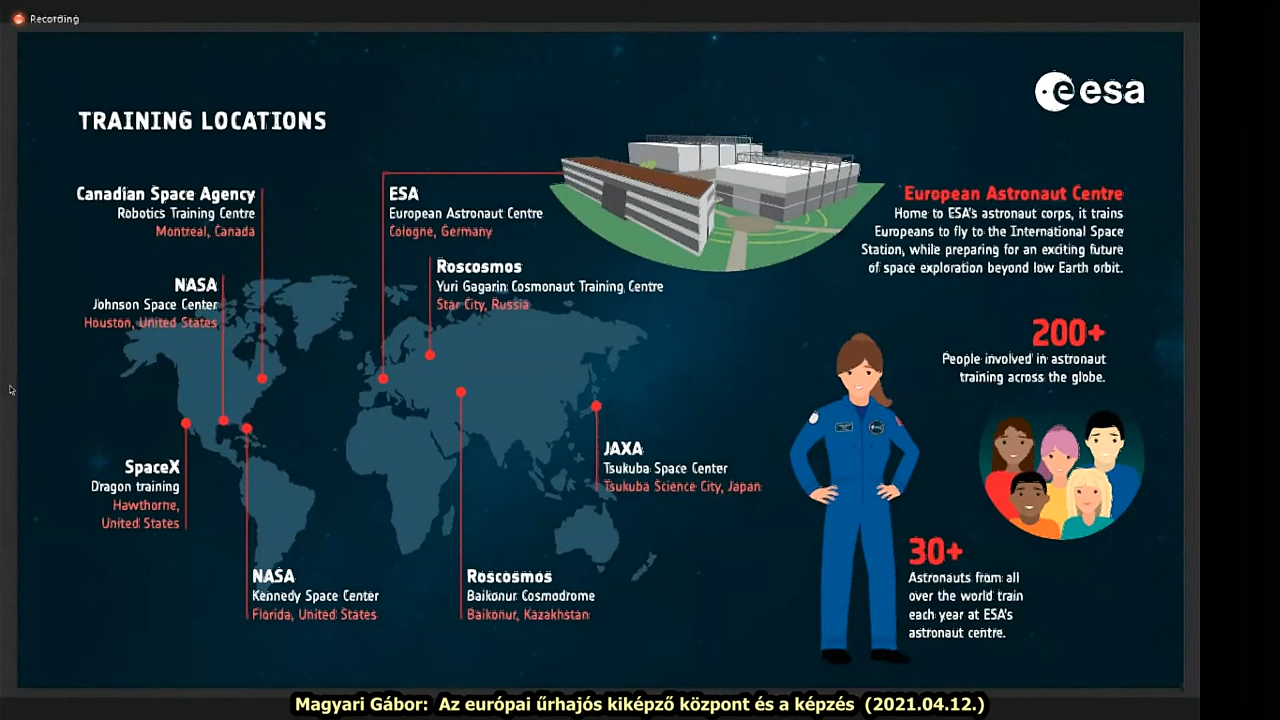 Recording
esa
TRAINING LOCATIONS
Canadian Space Agency
Robotics Training Centre
Montreal, Canada
ESA
European Astronaut Centre
Cologne, Germany
European Astronaut Centre
Home to ESA's astronaut corps, it trains
Europeans to fly to the International Space
Station, while preparing for an exciting future
of space exploration beyond low Earth orbit.
Roscosmos
Yuri Gagarin Cosmonaut Training Centre
Star City, Russia
NASA
Johnson Space Center
Houston, United States
200+
People involved in astronaut
training across the globe.
SpaceX
Dragon training
Hawthorne,
United States
JAXA
Tsukuba Space Center
Tsukuba Science City, Japan
NASA
Kennedy Space Center
Florida, United States
Roscosmos
Baikonur Cosmodrome
Baikonur, Kazakhstan
30+
Astronauts from all
over the world train
each year at ESA's
astronaut centre.
Magyari Gábor: Az európai űrhajós kiképző központ és a képzés (2021.04.12.)